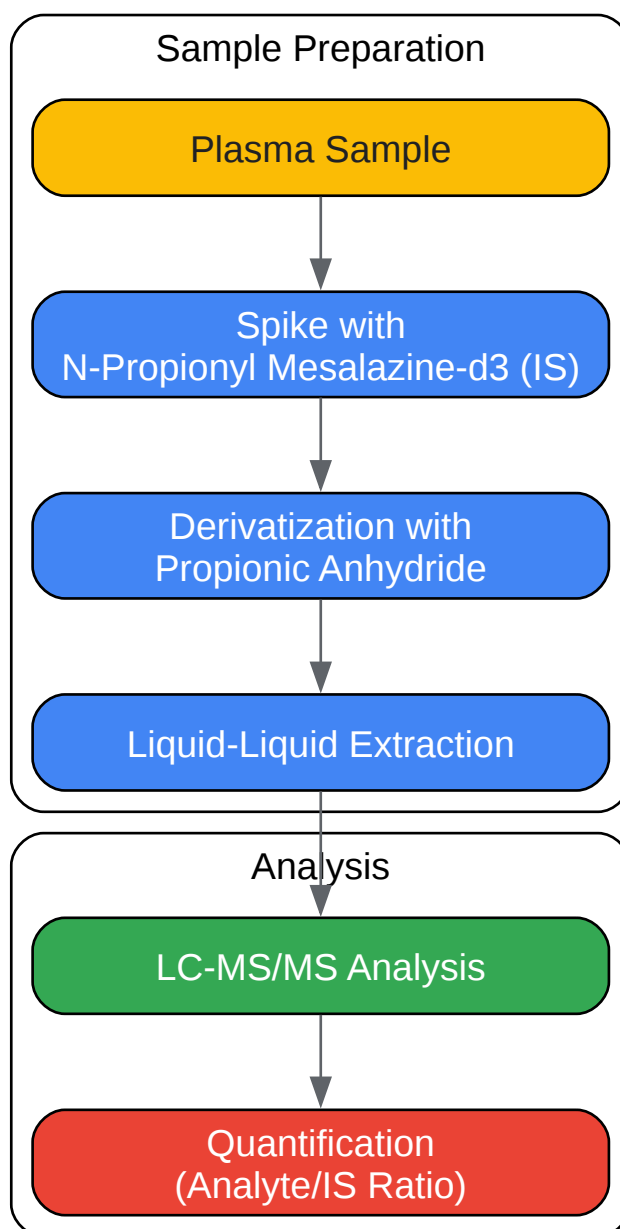 Sample Preparation
Plasma Sample
Spike with
N-Propionyl Mesalazine-d3 (IS)
Derivatization with
Propionic Anhydride
Liquid-Liquid Extraction
Analysis
LC-MS/MS Analysis
Quantification
(Analyte/IS Ratio)